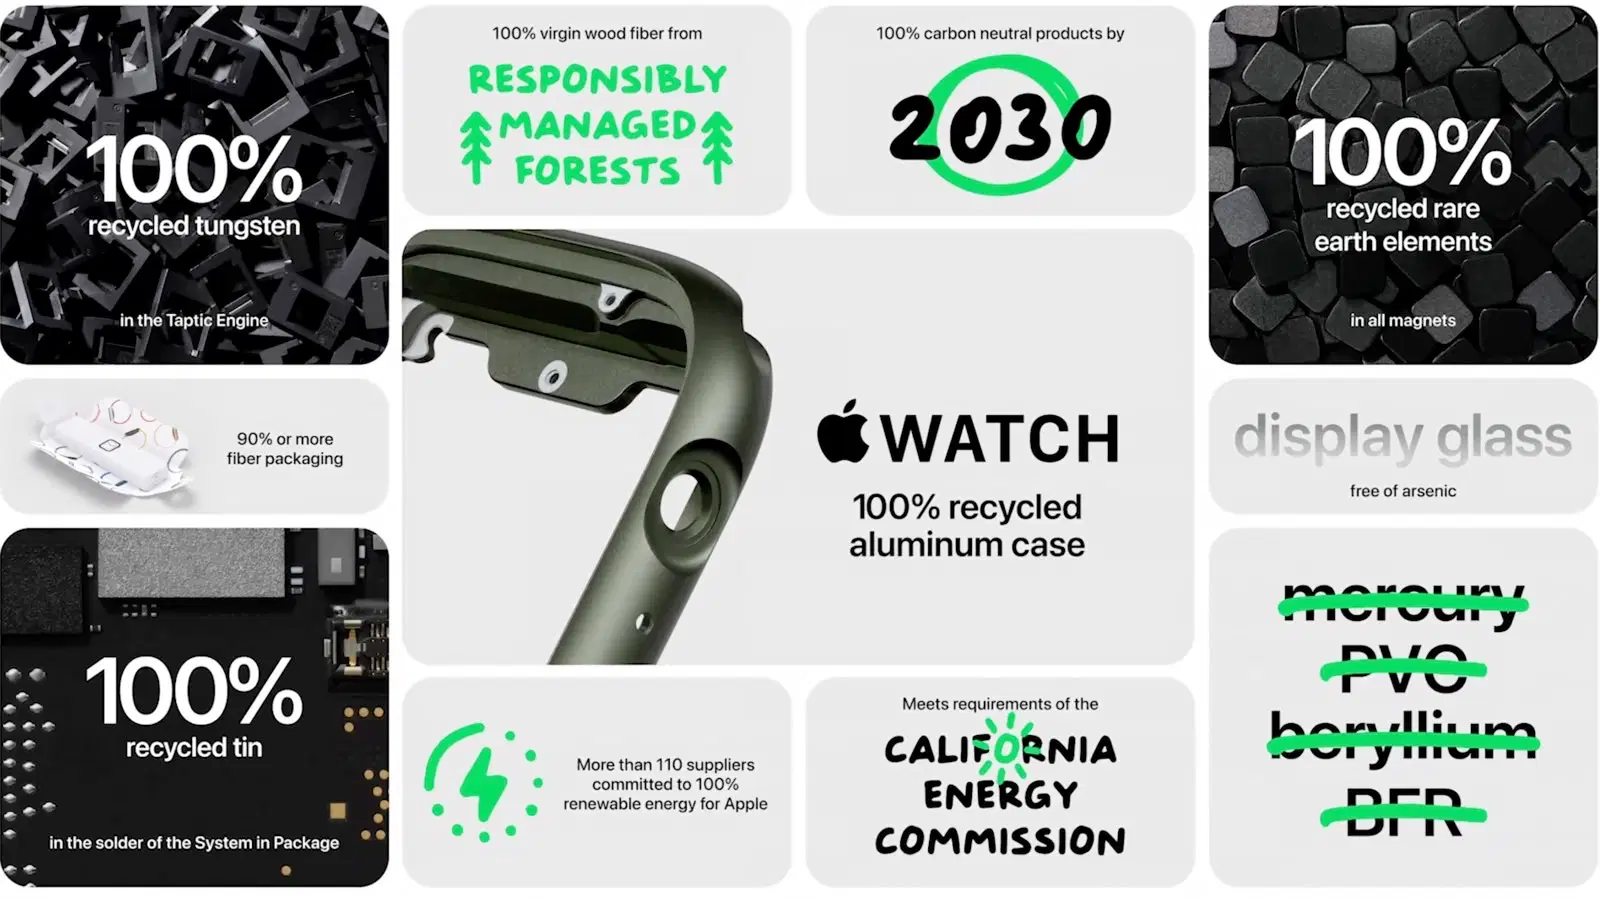 100%
recycled tungsten
in the Taptic Engine
100% virgin wood fiber from
RESPONSIBLY
MANAGED
FORESTS
100% carbon neutral products by
2030
100%
recycled rare
earth elements
in all magnets
90% or more
fiber packaging
WATCH
100% recycled
aluminum case
display glass
free of arsenic
100%
recycled tin
in the solder of the System in Package
More than 110 suppliers
committed to 100%
renewable energy for Apple
Meets requirements of the
CALIFORNIA
ENERGY
COMMISSION
mercury
PVC
beryllium
BFR